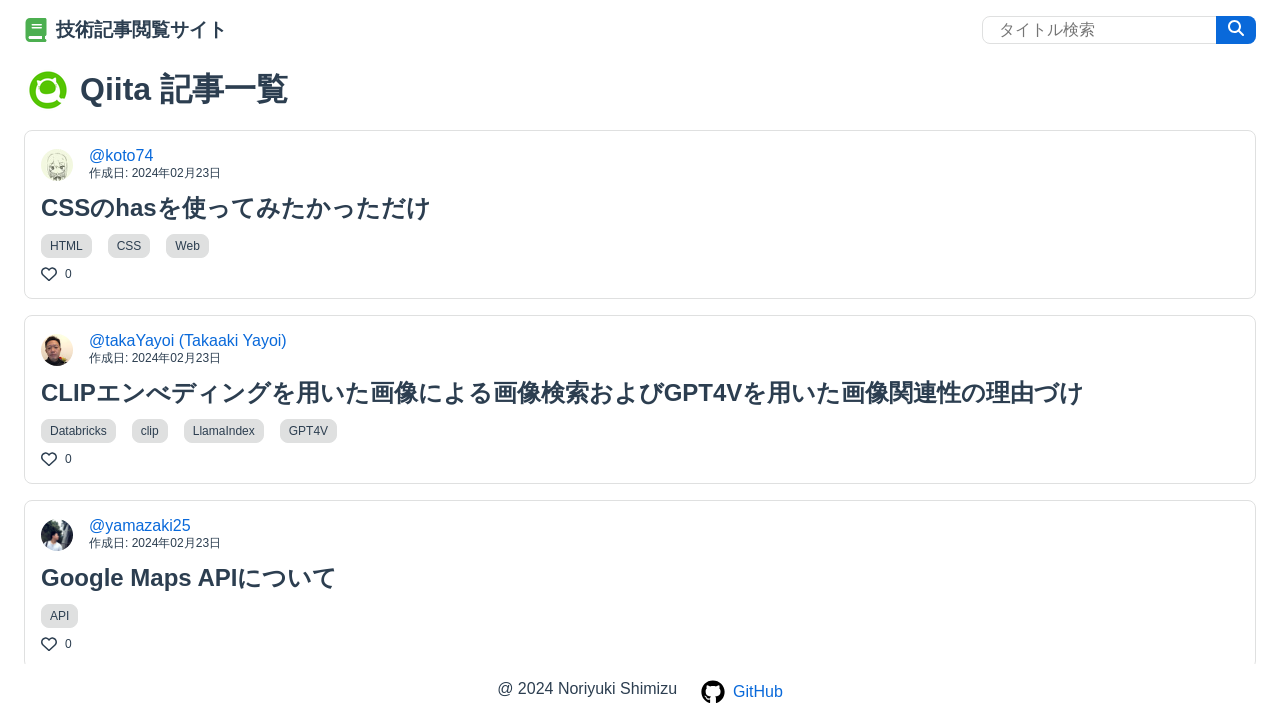 技術記事閲覧サイト
タイトル検索
Qiita 記事一覧
@koto74
作成日: 2024年02月23日
CSSのhasを使ってみたかっただけ
HTML CSS Web
0
@takaYayoi (Takaaki Yayoi)
作成日: 2024年02月23日
CLIPエンベディングを用いた画像による画像検索およびGPT4Vを用いた画像関連性の理由づけ
Databricks clip LlamaIndex GPT4V
0
@yamazaki25
作成日: 2024年02月23日
Google Maps APIについて
API
0
@ 2024 Noriyuki Shimizu GitHub